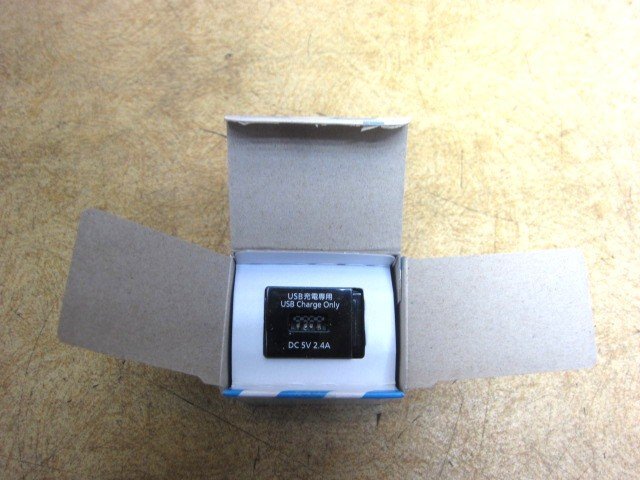 USB充電専用
USB Charge Only
DC 5V 2.4A